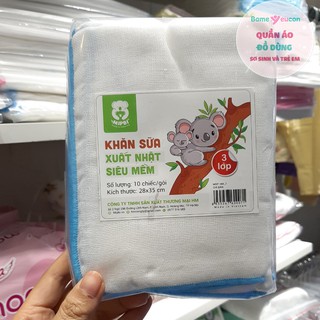 BameYeucon
QUẦN ÁO
ĐỒ DÙNG
SƠ SINH VÀ TRẺ EM
KHĂN SỮA
XUẤT NHẬT
SIÊU MỀM
3
lớp
Số lượng: 10 chiếc/gói
Kích thước: 28x35 cm
CÔNG TY TNHH SẢN XUẤT THƯƠNG MẠI HM